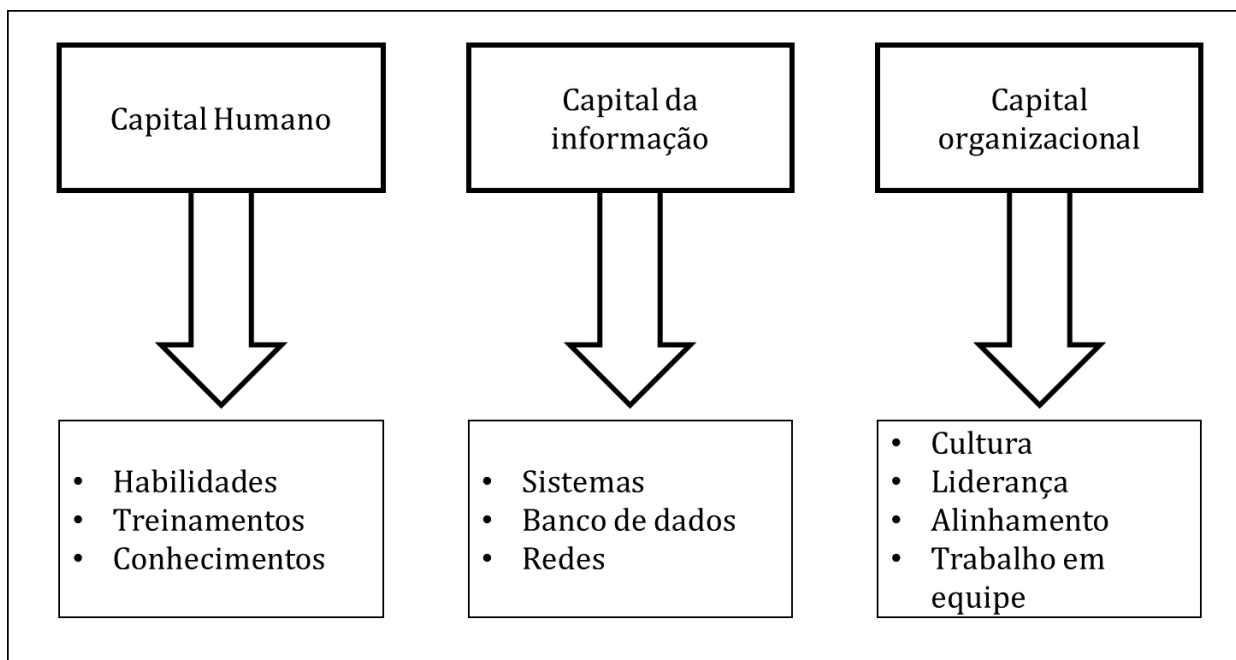 Capital Humano
Capital da
informação
Capital
organizacional
• Habilidades
• Treinamentos
• Conhecimentos
• Sistemas
• Banco de dados
• Redes
• Cultura
• Liderança
• Alinhamento
• Trabalho em
equipe